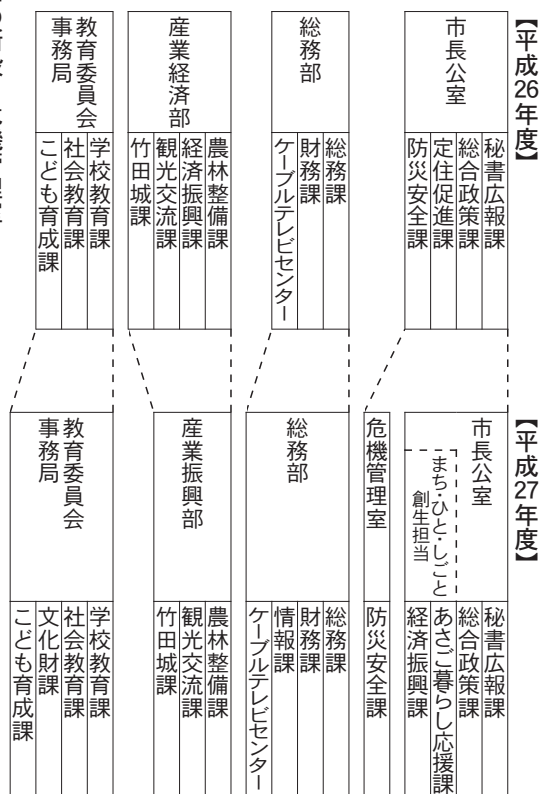 【平成26年度】
市長公室
秘書広報課
総合政策課
定住促進課
防災安全課
総務部
総務課
財務課
ケーブルテレビセンター
産業経済部
農林整備課
経済振興課
観光交流課
竹田城課
教育委員会
事務局
学校教育課
社会教育課
こども育成課
【平成27年度】
市長公室
まち・ひと・しごと
創生担当
秘書広報課
総合政策課
あさご暮らし応援課
経済振興課
危機管理室
防災安全課
総務部
総務課
財務課
情報課
ケーブルテレビセンター
産業振興部
農林整備課
観光交流課
竹田城課
教育委員会
事務局
学校教育課
社会教育課
文化財課
こども育成課